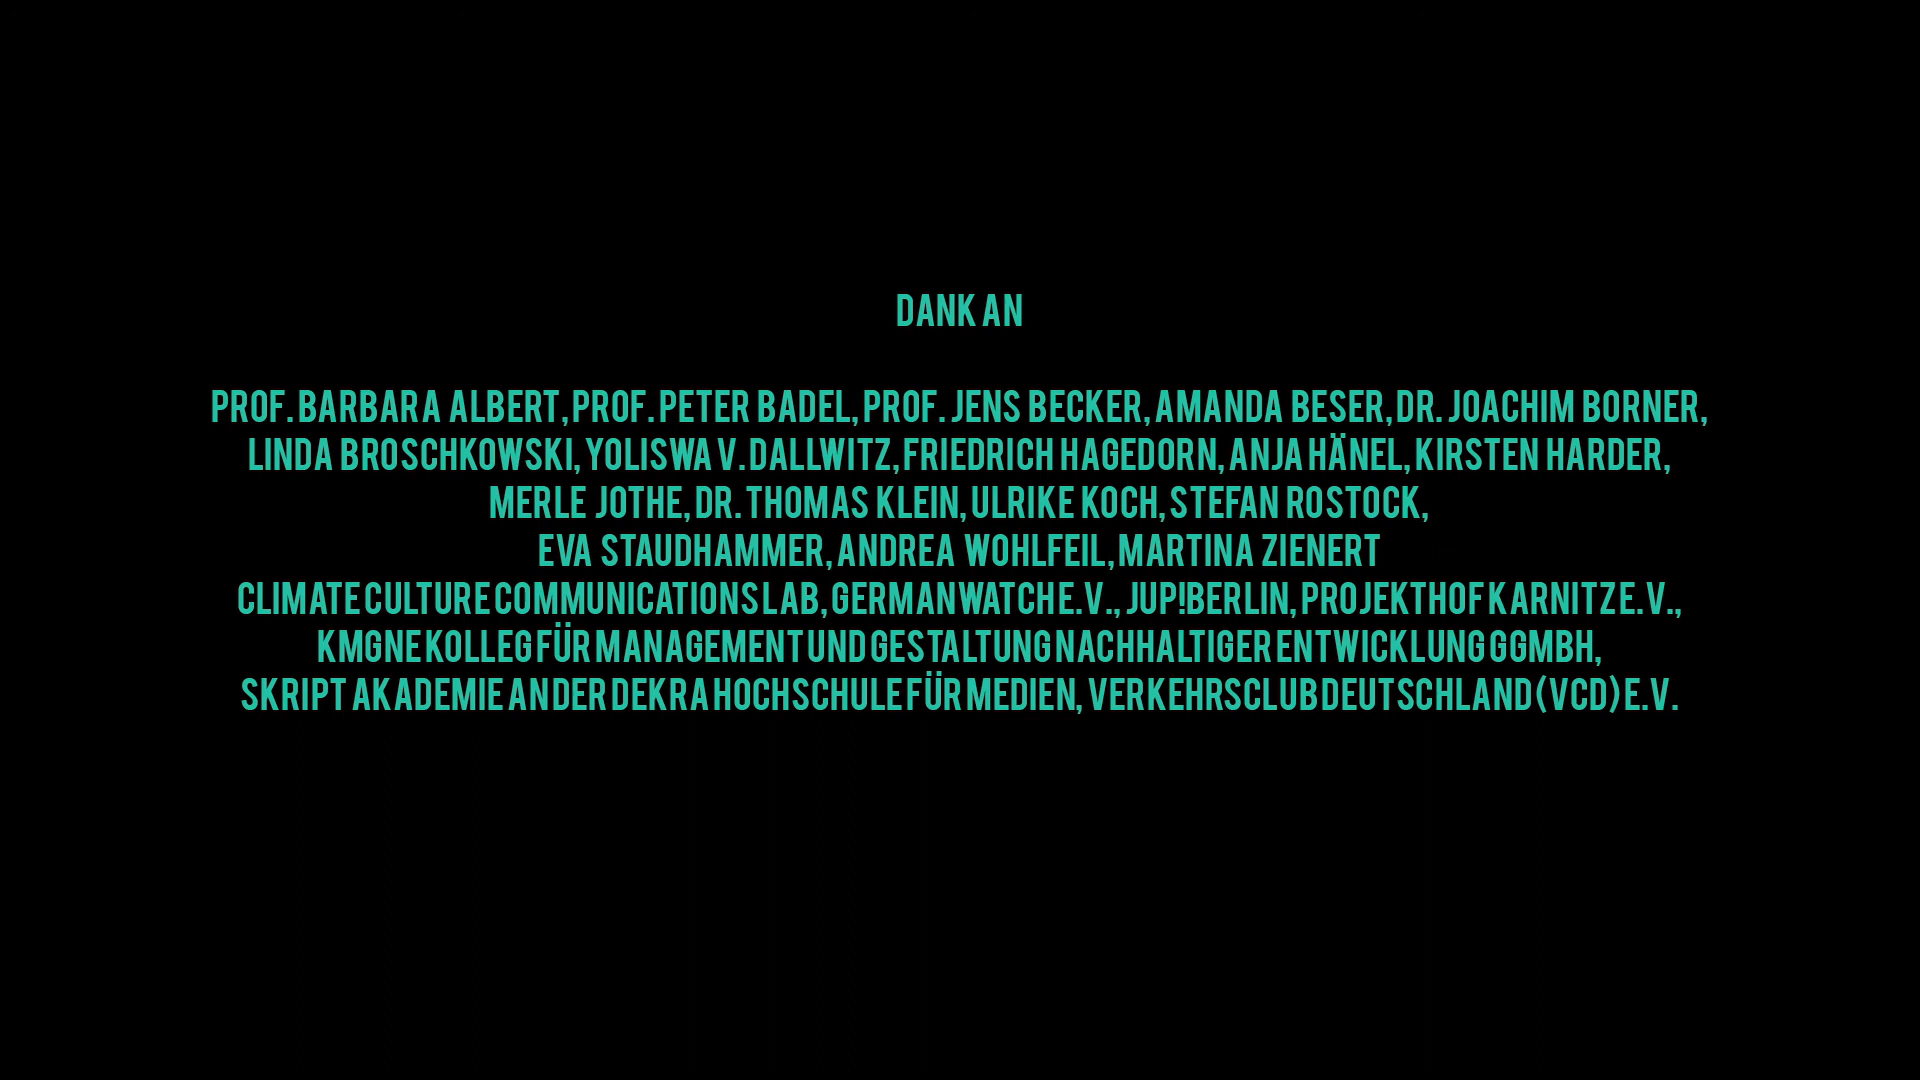 DANK AN
PROF. BARBARA ALBERT, PROF. PETER BADEL, PROF. JENS BECKER, AMANDA BESER, DR. JOACHIM BORNER,
LINDA BROSCHKOWSKI, YOLISWA V. DALLWITZ, FRIEDRICH HAGEDORN, ANJA HÄNEL, KIRSTEN HARDER,
MERLE JOTHE, DR. THOMAS KLEIN, ULRIKE KOCH, STEFAN ROSTOCK,
EVA STAUDHAMMER, ANDREA WOHLFEIL, MARTINA ZIENERT
CLIMATE CULTURE COMMUNICATIONS LAB, GERMANWATCH E.V., JUP!BERLIN, PROJEKTHOF KARNITZ E.V.,
KMGNE KOLLEG FÜR MANAGEMENT UND GESTALTUNG NACHHALTIGER ENTWICKLUNG GGMBH,
SKRIPT AKADEMIE AN DER DEKRA HOCHSCHULE FÜR MEDIEN, VERKEHRSCLUB DEUTSCHLAND (VCD) E.V.